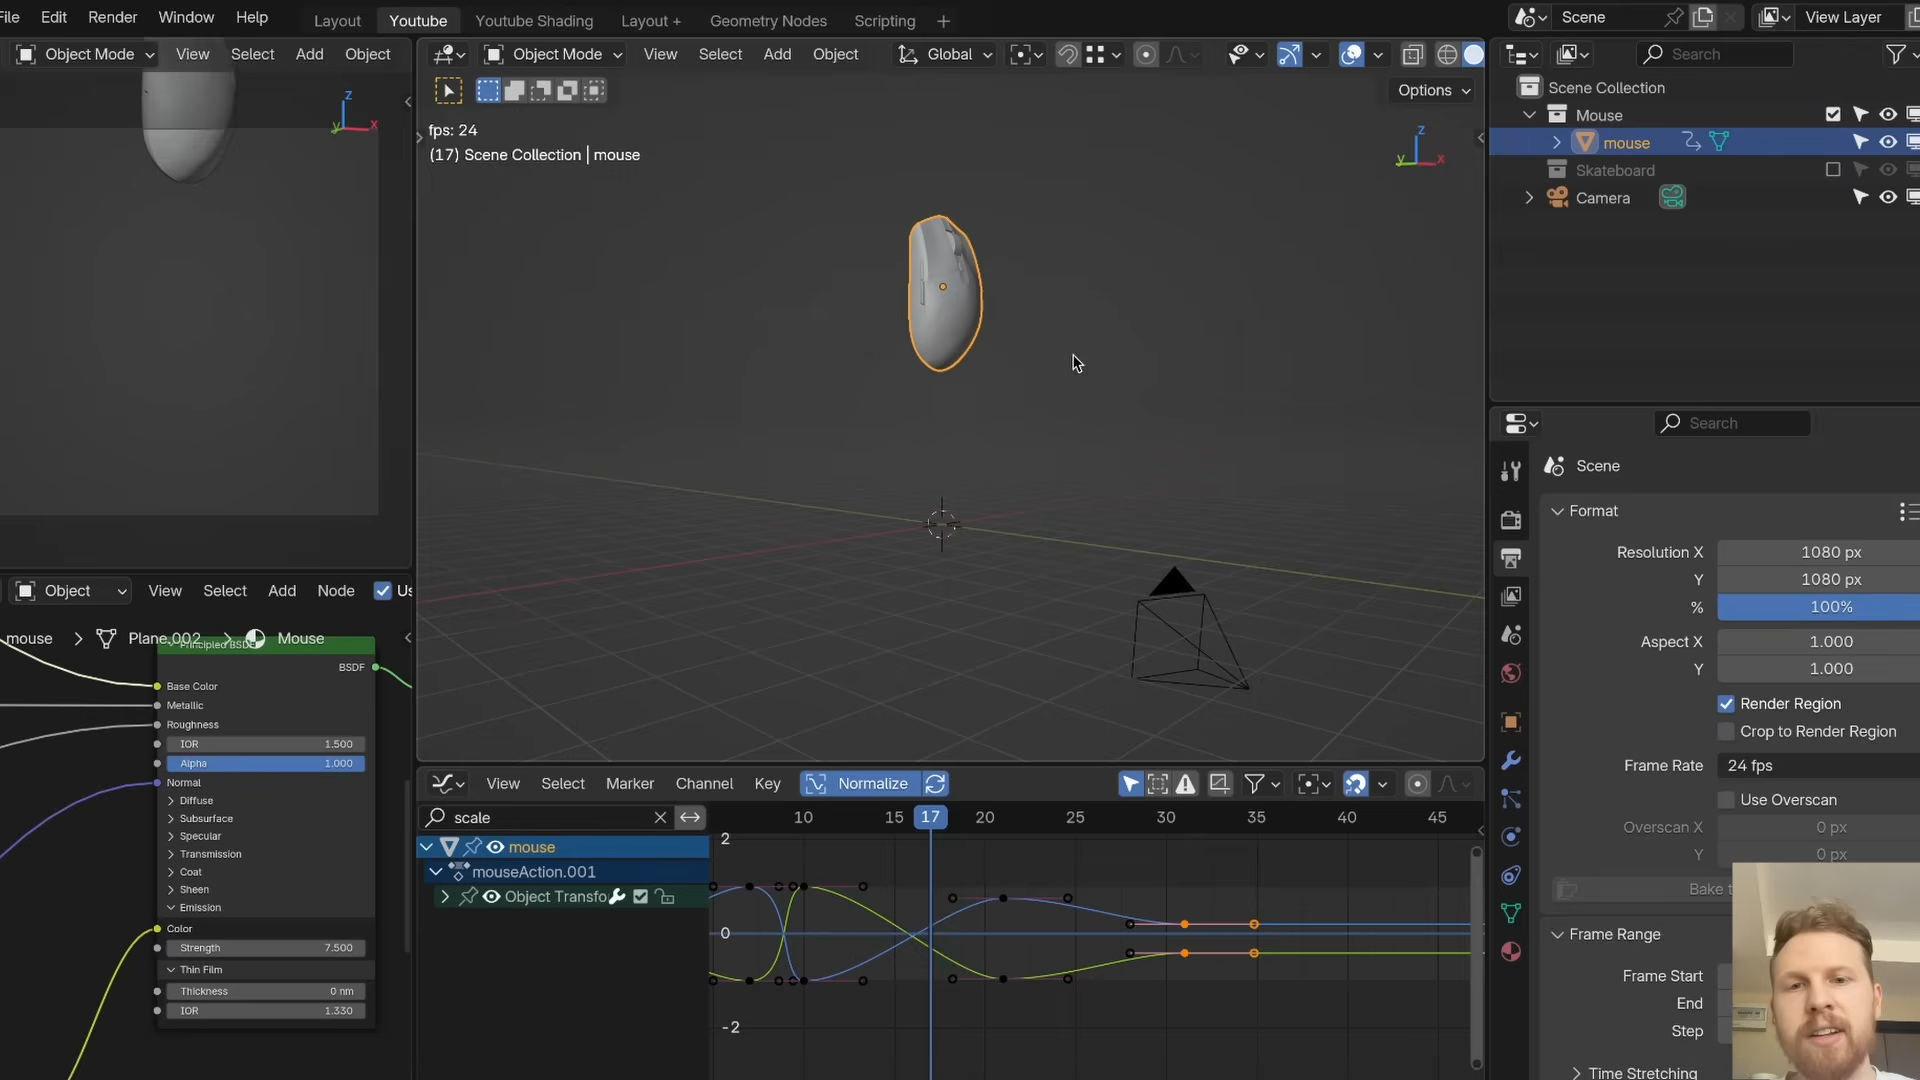 File Edit Render Window Help
Layout Youtube Youtube Shading Layout + Geometry Nodes Scripting +
Scene View Layer
Object Mode View Select Add Object
Object Mode View Select Add Object Global
Options
Search
fps: 24
(17) Scene Collection | mouse
z
y x
z
y x
Scene Collection
Mouse
mouse
Skateboard
Camera
Search
Scene
Format
Resolution X 1080 px
Y 1080 px
% 100%
Aspect X 1.000
Y 1.000
Render Region
Crop to Render Region
Frame Rate 24 fps
Use Overscan
Overscan X 0 px
Y 0 px
Bake t
Frame Range
Frame Start
End
Step
Time Stretching
Object View Select Add Node Us
mouse > Plane.002 > Mouse
Principled BSDF
BSDF
Base Color
Metallic
Roughness
IOR 1.500
Alpha 1.000
Normal
Diffuse
Subsurface
Specular
Transmission
Coat
Sheen
Emission
Color
Strength 7.500
Thin Film
Thickness 0 nm
IOR 1.330
View Select Marker Channel Key Normalize
scale
10 15 17 20 25 30 35 40 45
mouse
mouseAction.001
Object Transfo
2
0
-2